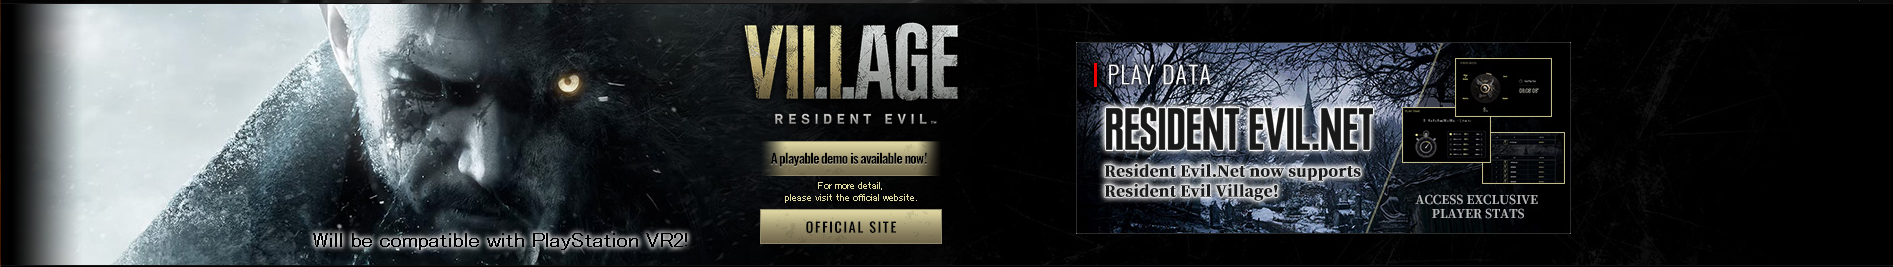 VILLAGE
RESIDENT EVIL™
A playable demo is available now!
For more detail,
please visit the official website.
OFFICIAL SITE
Will be compatible with PlayStation VR2!
PLAY DATA
RESIDENT EVIL.NET
Resident Evil.Net now supports
Resident Evil Village!
ACCESS EXCLUSIVE
PLAYER STATS